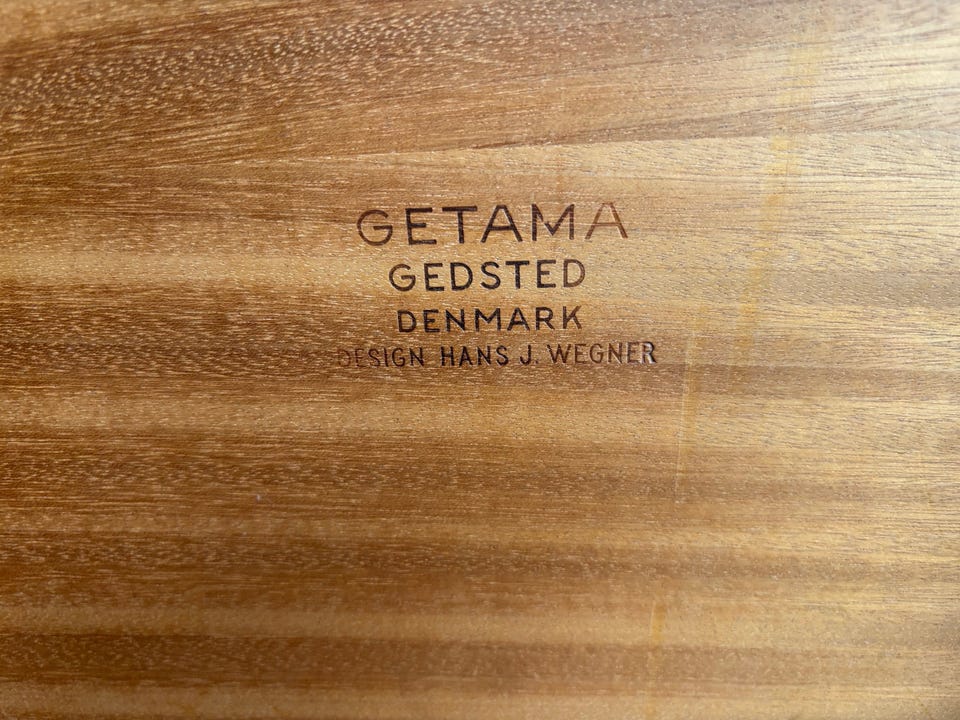 GETAMA
GEDSTED
DENMARK
DESIGN HANS J. WEGNER